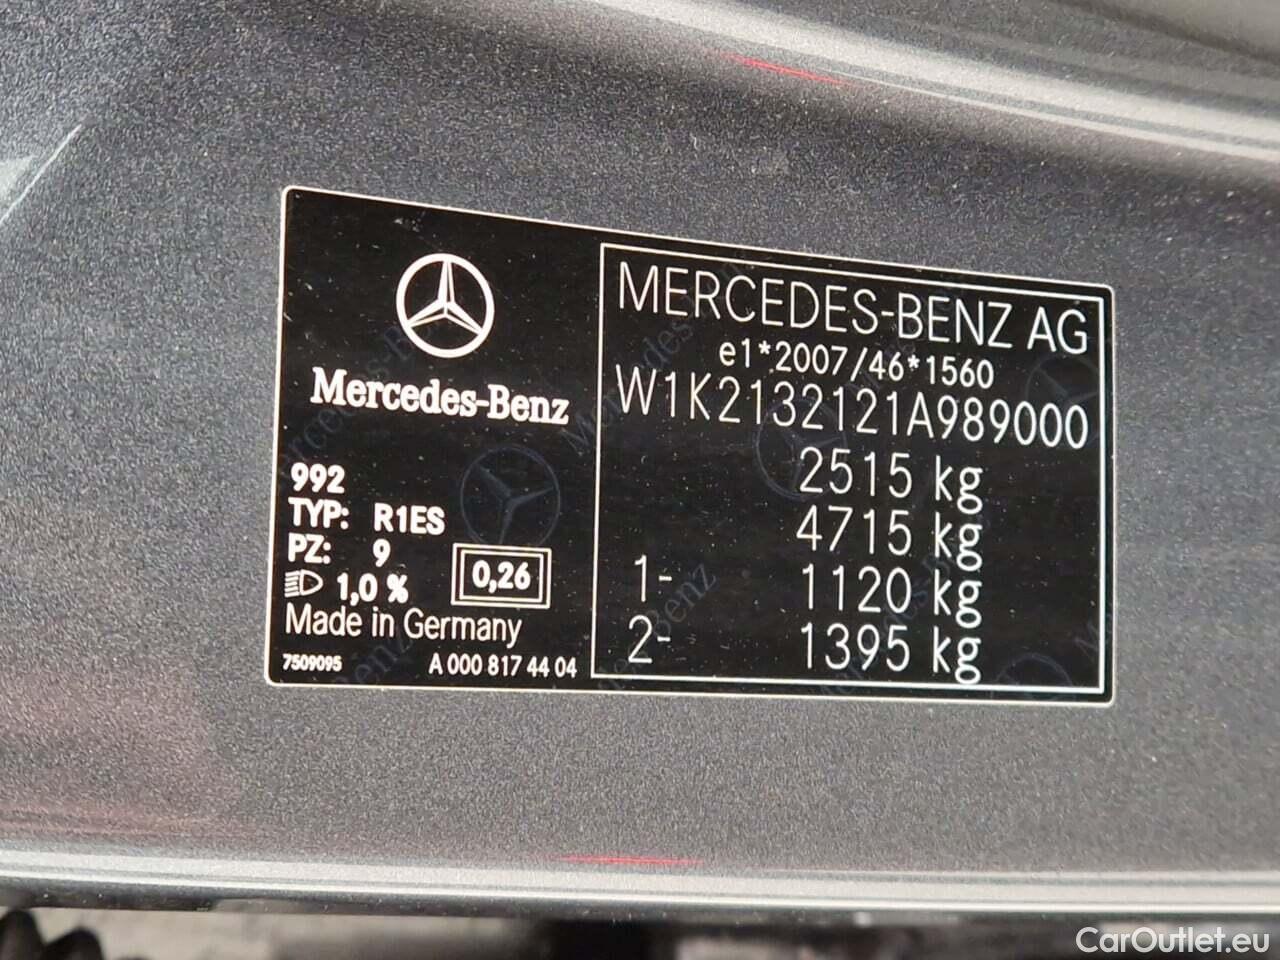 MERCEDES-BENZ AG
e1*2007/46*1560
W1K2132121A989000
2515 kg
4715 kg
1- 1120 kg
2- 1395 kg
Mercedes-Benz
992
TYP: R1ES
PZ: 9
1,0 %
0,26
Made in Germany
7509095 A 000 817 44 04
CarOutlet.eu